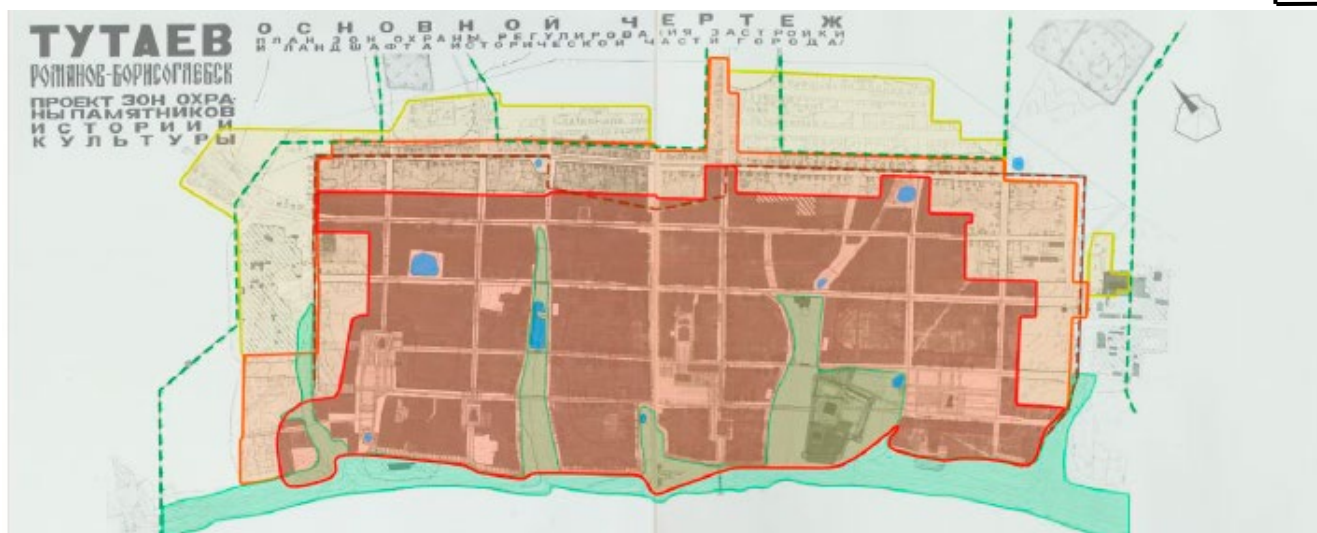 ТУТАЕВ
РОМАНОВ-БОРИСОГЛЕБСК
ПРОЕКТ ЗОН ОХРА-
НЫ ПАМЯТНИКОВ
ИСТОРИИ И
КУЛЬТУРЫ
ОСНОВНОЙ ЧЕРТЕЖ
ПЛАН ЗОН ОХРАНЫ РЕГУЛИРОВАНИЯ ЗАСТРОЙКИ
И ЛАНДШАФТА ИСТОРИЧЕСКОЙ ЧАСТИ ГОРОДА/